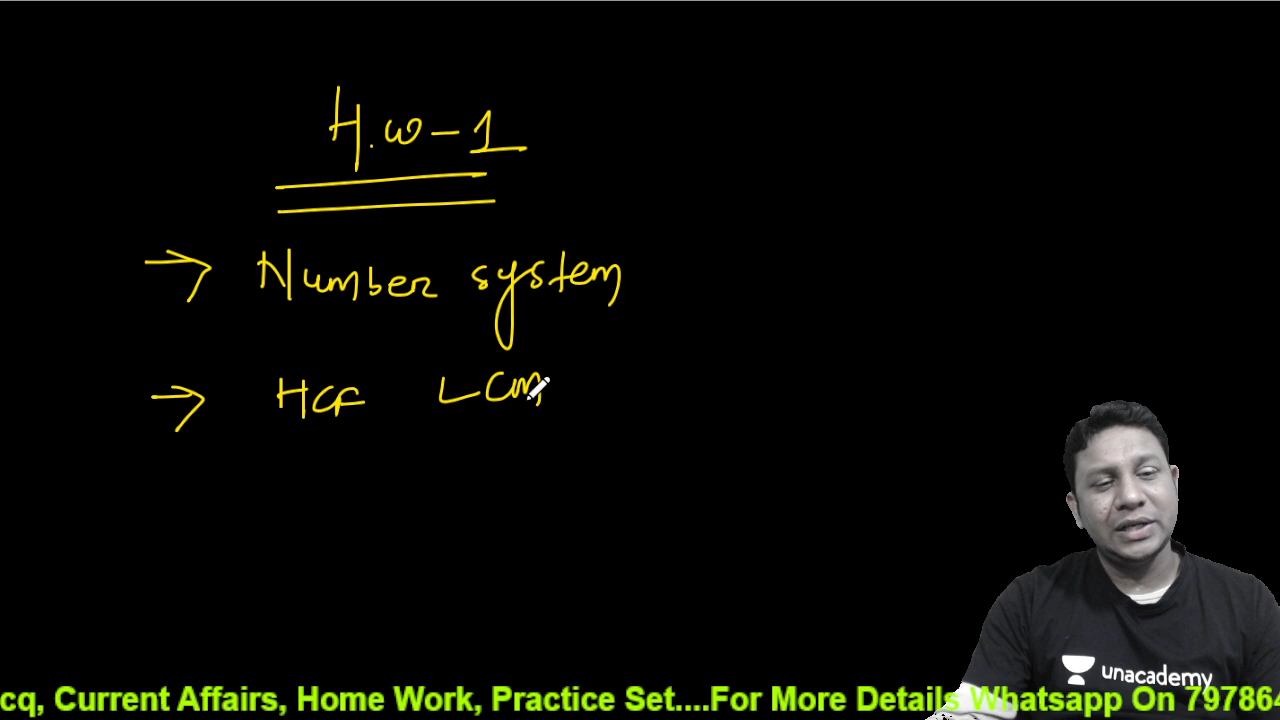 H.w-1
→ Number system
→ HCF LCM
unacademy
cq, Current Affairs, Home Work, Practice Set....For More Details Whatsapp On 79786